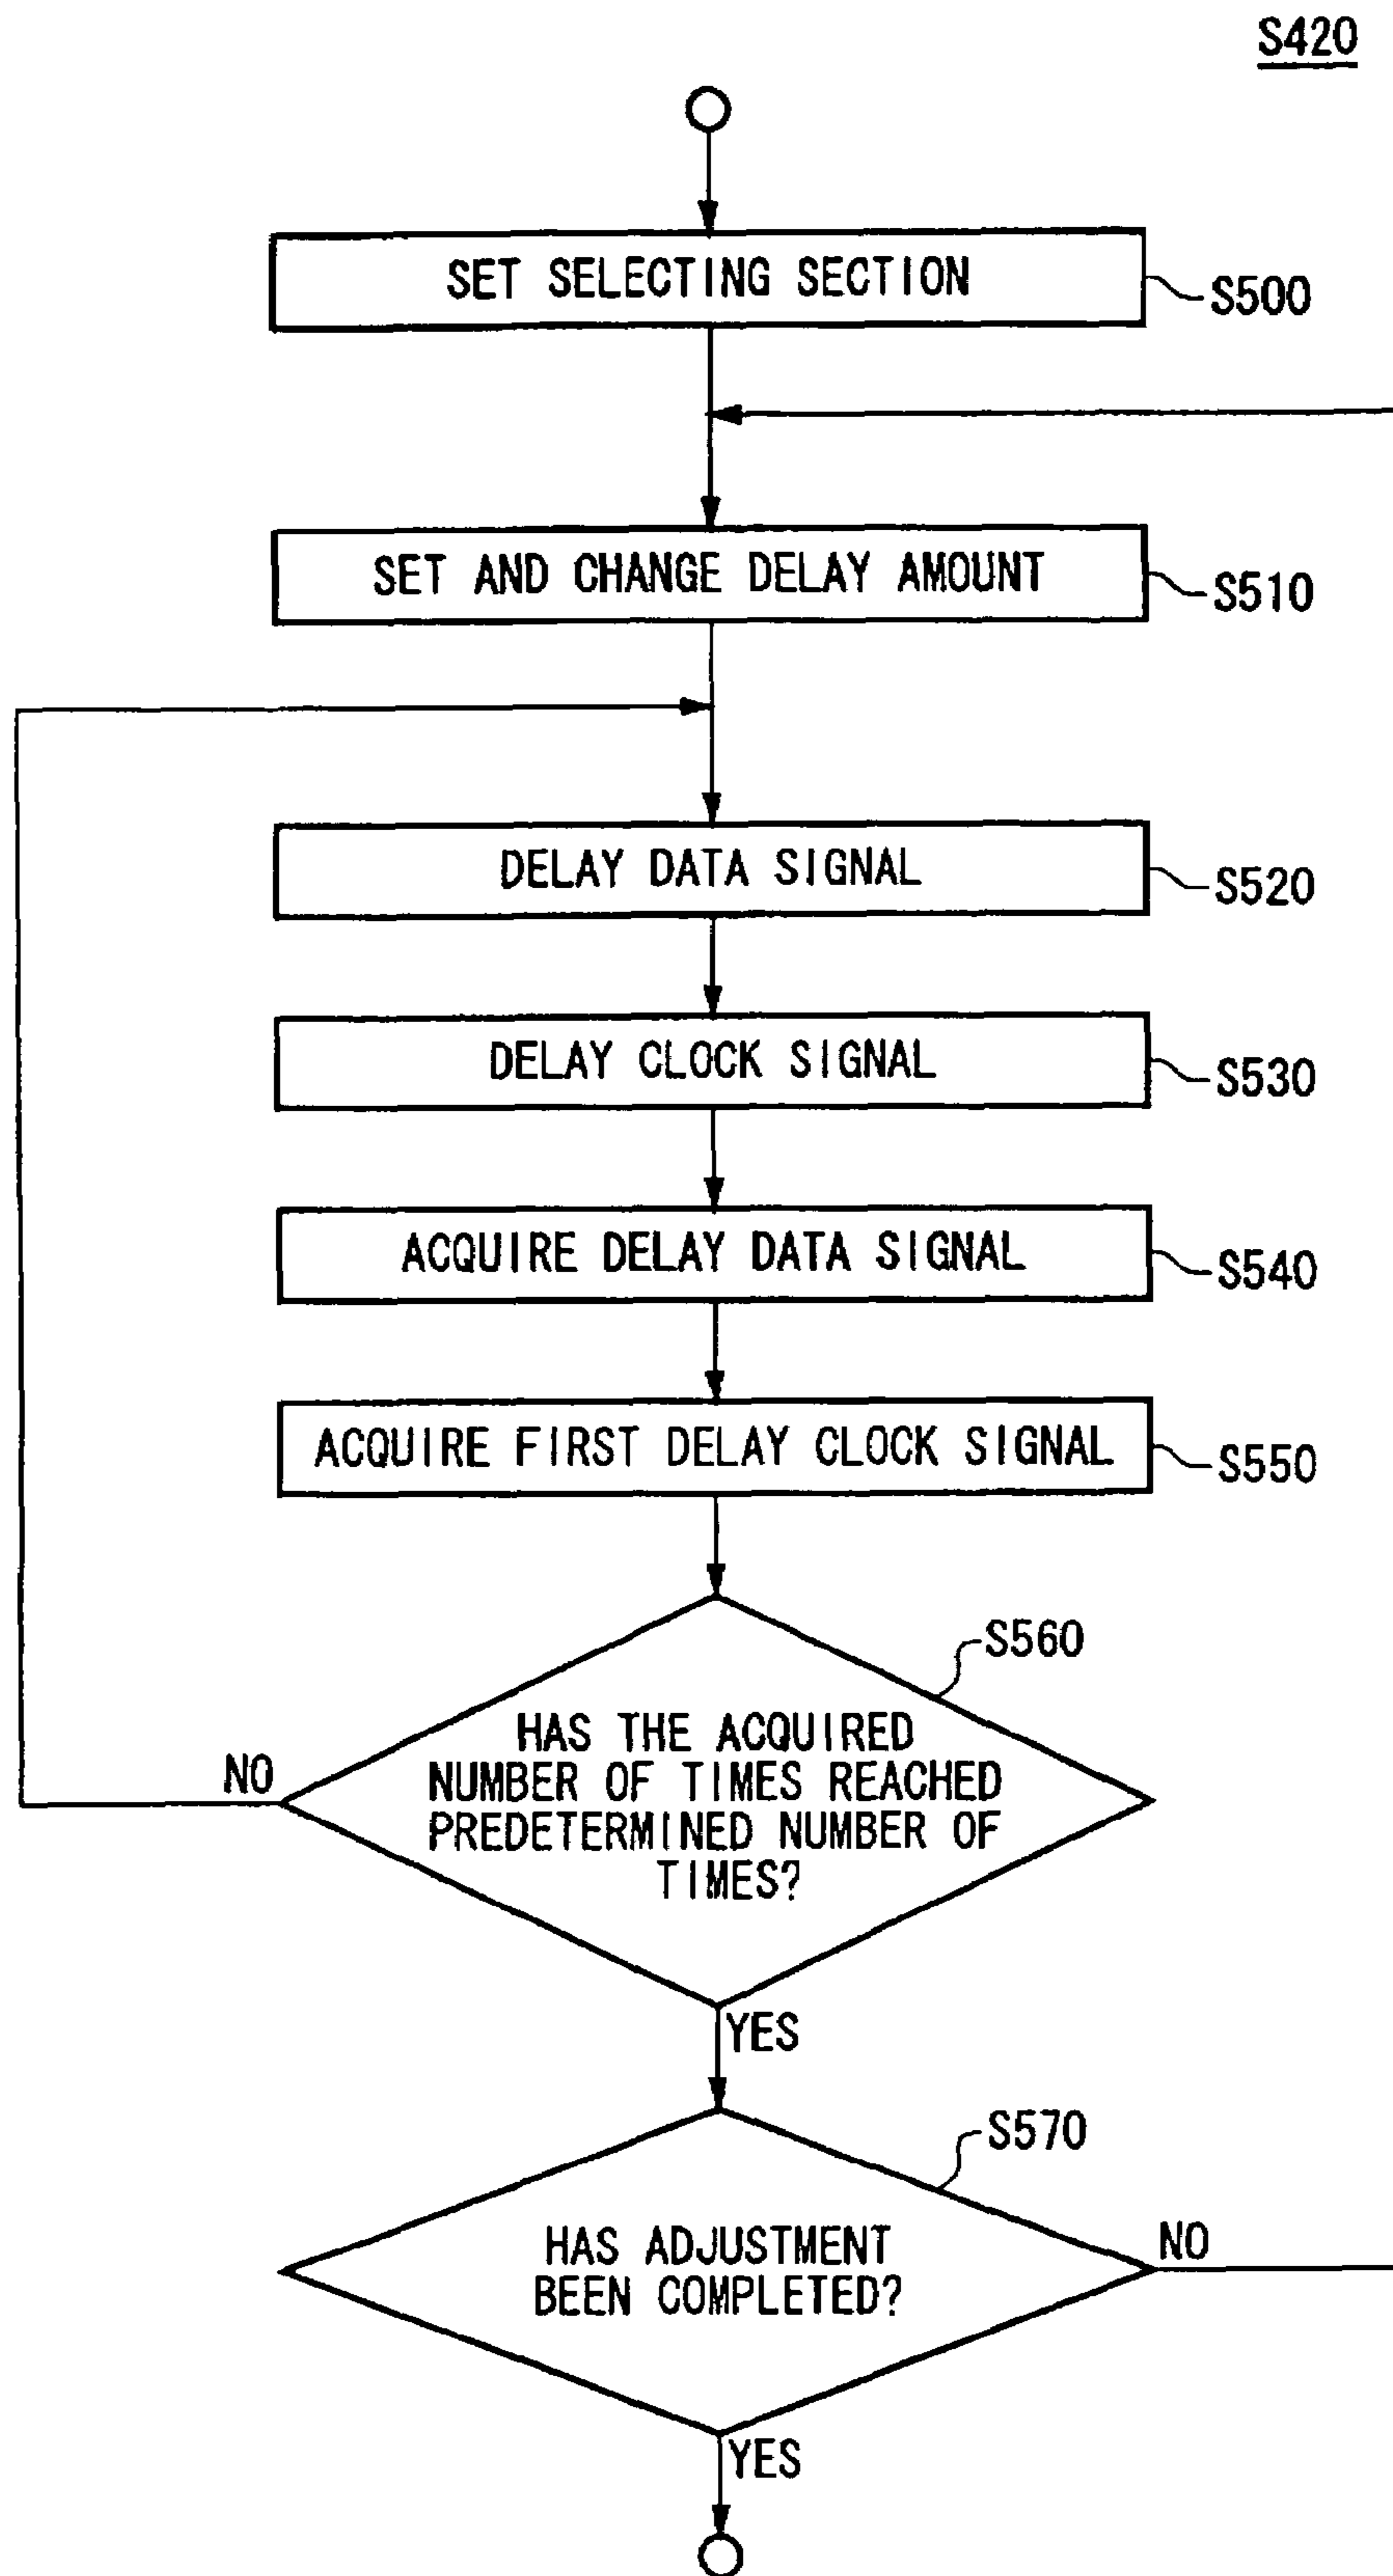 S420
SET SELECTING SECTION
S500
SET AND CHANGE DELAY AMOUNT
S510
DELAY DATA SIGNAL
S520
DELAY CLOCK SIGNAL
S530
ACQUIRE DELAY DATA SIGNAL
S540
ACQUIRE FIRST DELAY CLOCK SIGNAL
S550
S560
HAS THE ACQUIRED
NUMBER OF TIMES REACHED
PREDETERMINED NUMBER OF
TIMES?
NO
YES
S570
HAS ADJUSTMENT
BEEN COMPLETED?
NO
YES